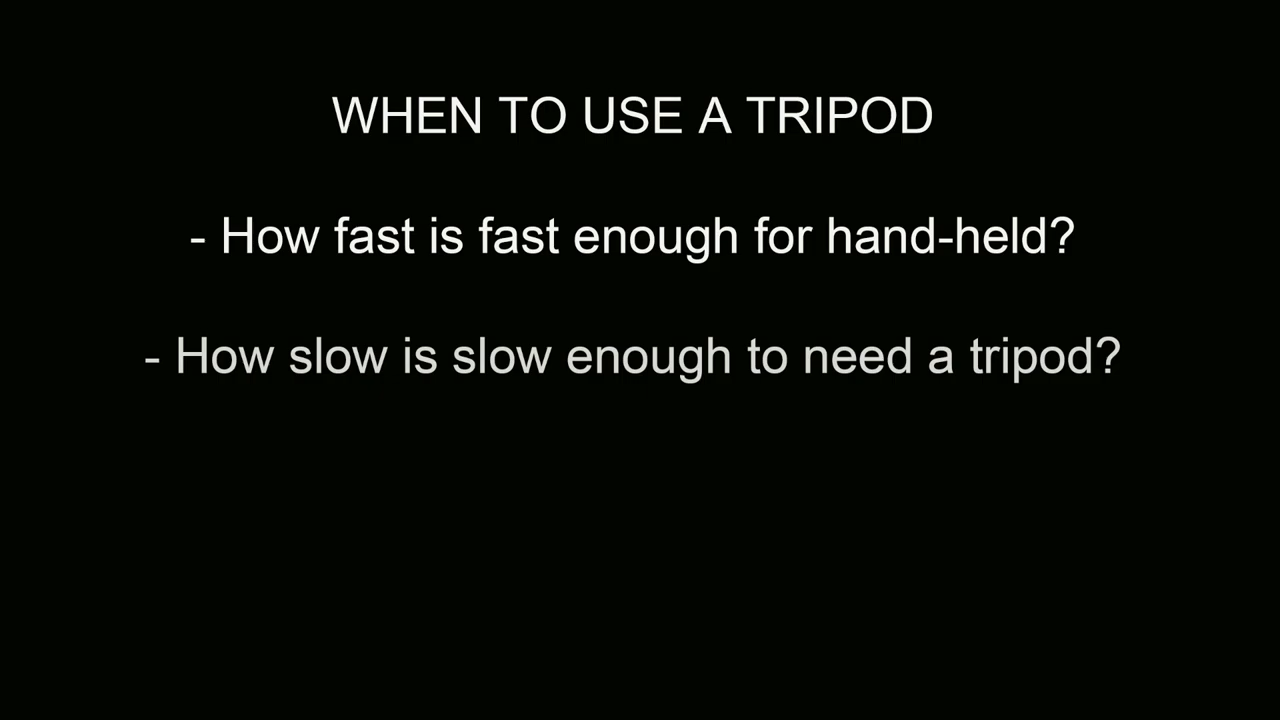 WHEN TO USE A TRIPOD
- How fast is fast enough for hand-held?
- How slow is slow enough to need a tripod?